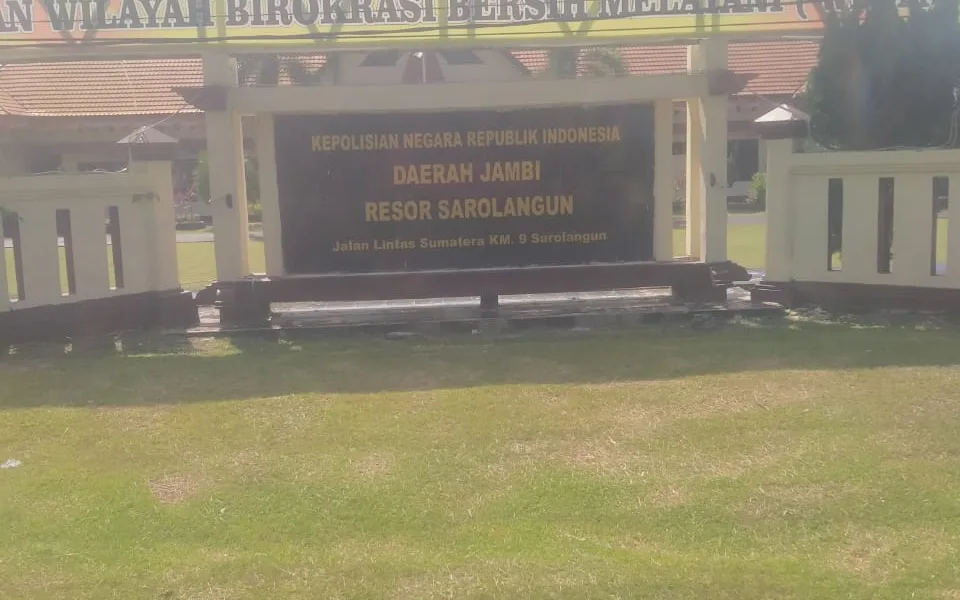 WILAYAH BIROKRASI BERSIH MELAYANI
KEPOLISIAN NEGARA REPUBLIK INDONESIA
DAERAH JAMBI
RESOR SAROLANGUN
Jalan Lintas Sumatera KM. 9 Sarolangun